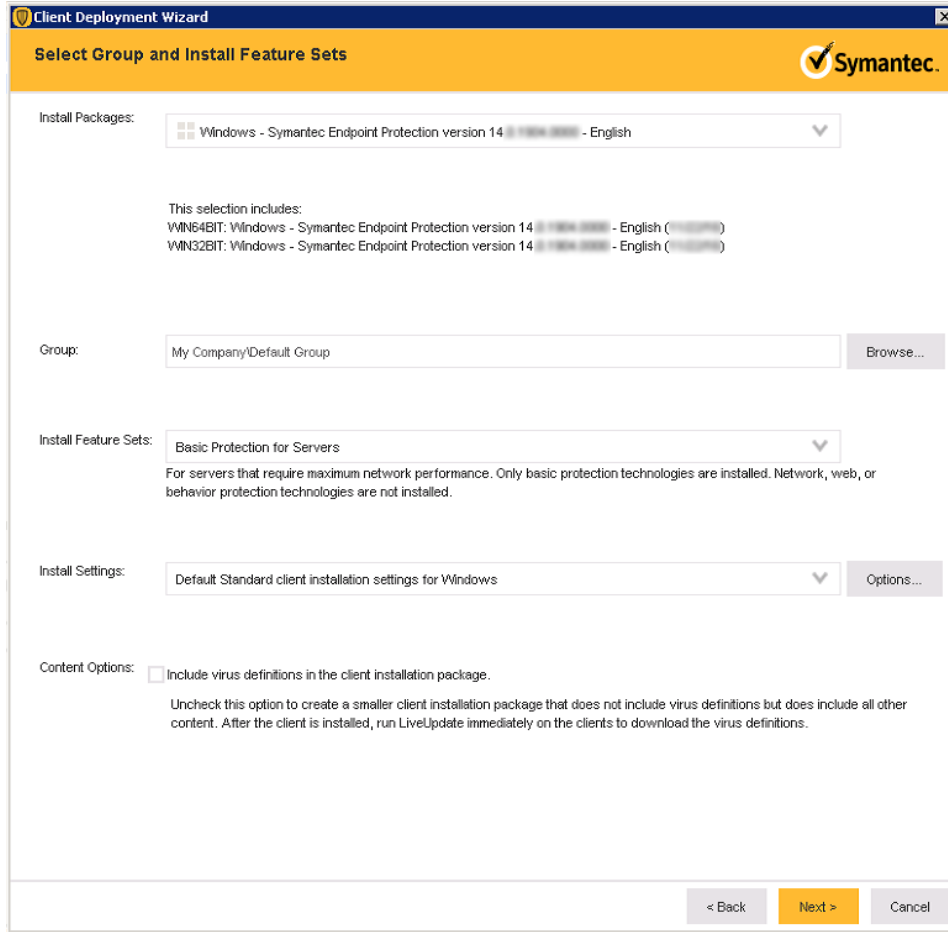 Client Deployment Wizard
Select Group and Install Feature Sets
Symantec.
Install Packages:
Windows - Symantec Endpoint Protection version 14 - English
This selection includes:
WIN64BIT: Windows - Symantec Endpoint Protection version 14 - English ( )
WIN32BIT: Windows - Symantec Endpoint Protection version 14 - English ( )
Group:
My Company\Default Group
Browse...
Install Feature Sets:
Basic Protection for Servers
For servers that require maximum network performance. Only basic protection technologies are installed. Network, web, or
behavior protection technologies are not installed.
Install Settings:
Default Standard client installation settings for Windows
Options...
Content Options:
Include virus definitions in the client installation package.
Uncheck this option to create a smaller client installation package that does not include virus definitions but does include all other
content. After the client is installed, run LiveUpdate immediately on the clients to download the virus definitions.
< Back
Next >
Cancel